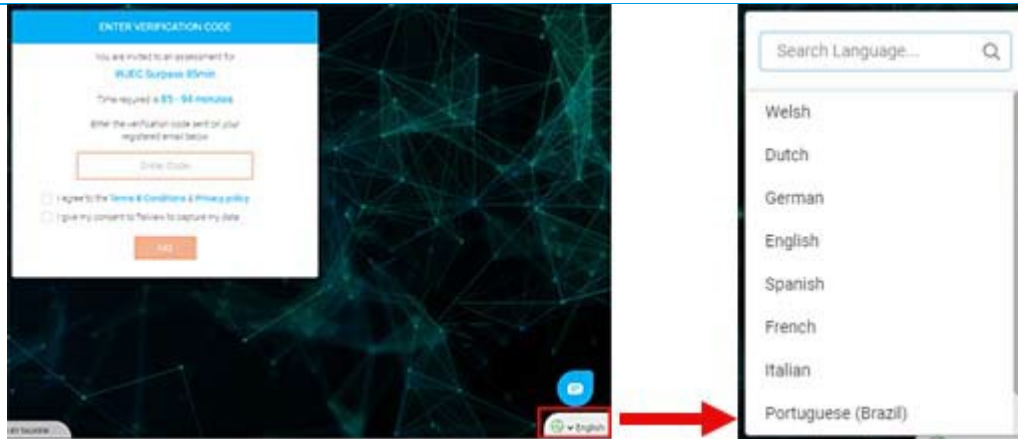 ENTER VERIFICATION CODE
You are invited to an assessment for
WJEC Surpass 85min
Time required is 85 - 94 minutes
Enter the verification code sent on your
registered email below
Enter Code
I agree to the Terms & Conditions & Privacy policy
I give my consent to Talview to capture my data
English
Search Language...
Welsh
Dutch
German
English
Spanish
French
Italian
Portuguese (Brazil)